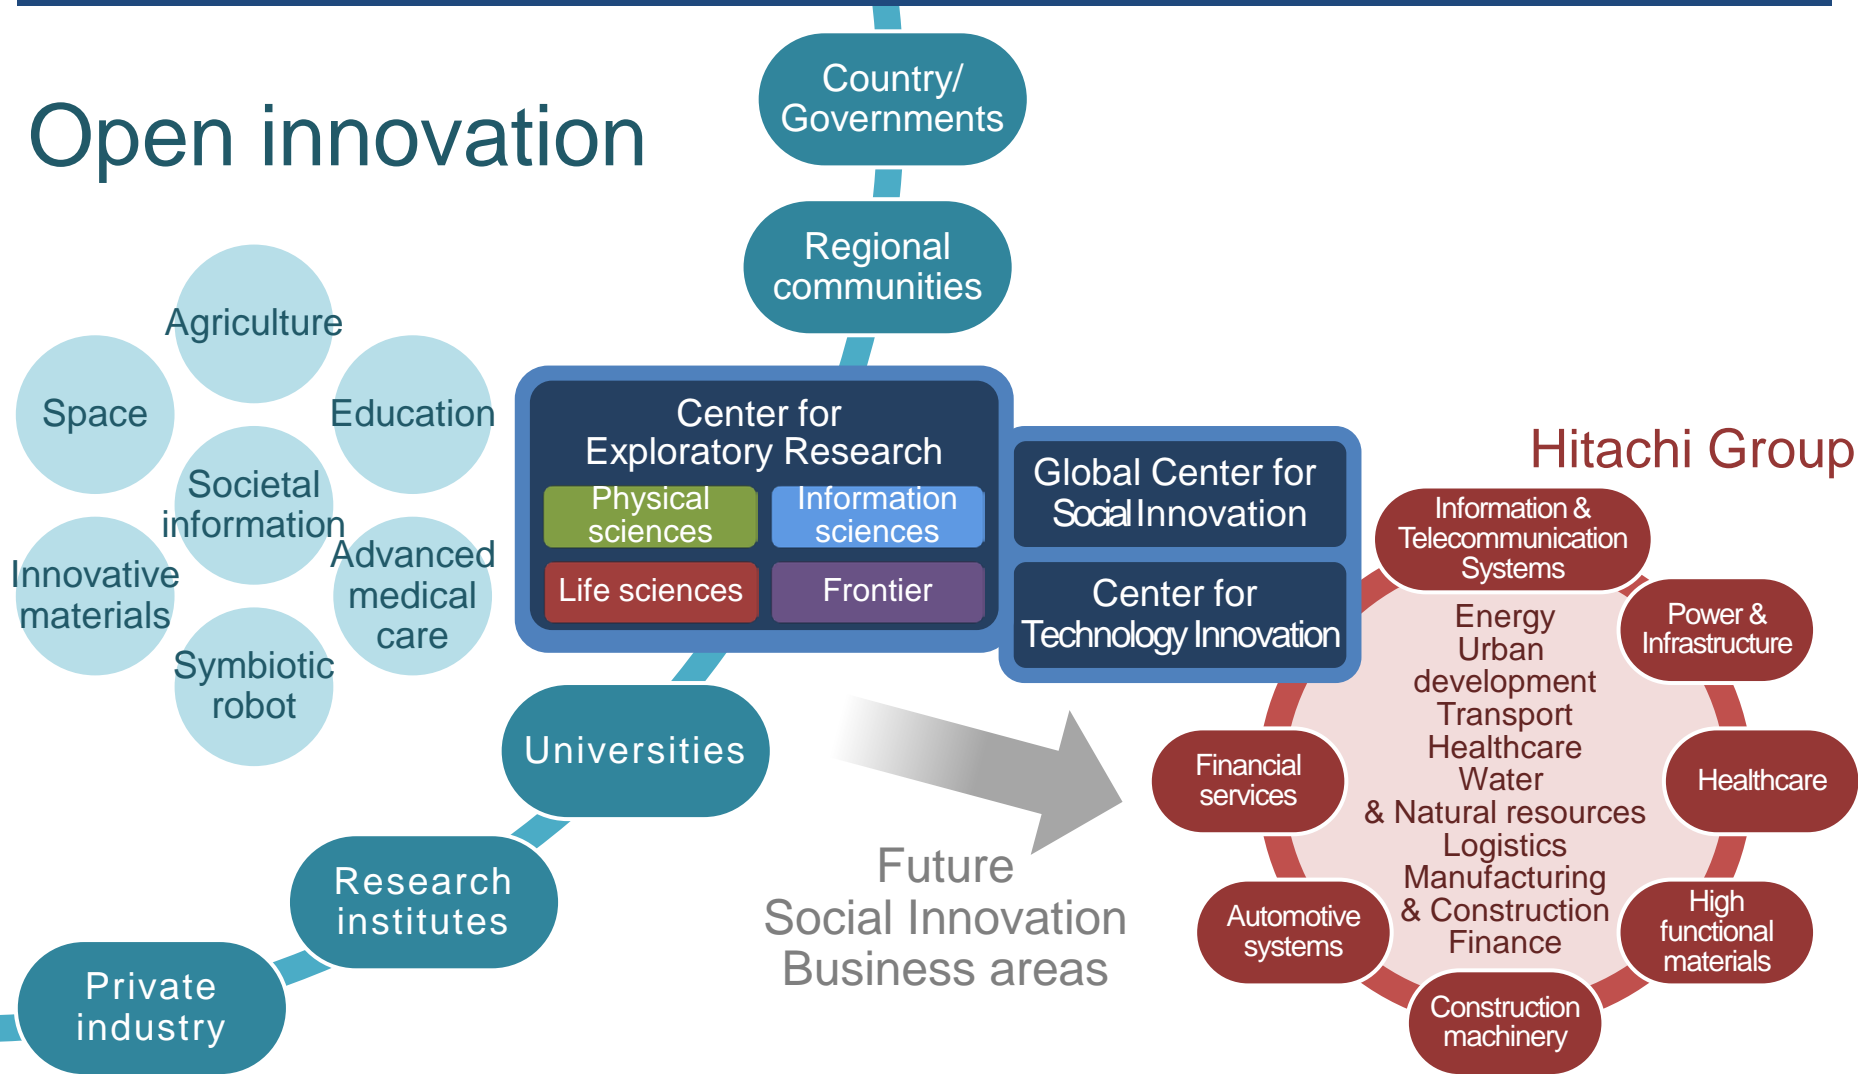 Open innovation
Country/
Governments
Regional
communities
Agriculture
Space
Education
Societal
information
Innovative
materials
Advanced
medical
care
Symbiotic
robot
Center for
Exploratory Research
Physical
sciences
Information
sciences
Life sciences
Frontier
Global Center for
Social Innovation
Center for
Technology Innovation
Universities
Research
institutes
Private
industry
Future
Social Innovation
Business areas
Hitachi Group
Information &
Telecommunication
Systems
Power &
Infrastructure
Healthcare
High
functional
materials
Construction
machinery
Automotive
systems
Financial
services
Energy
Urban
development
Transport
Healthcare
Water
& Natural resources
Logistics
Manufacturing
& Construction
Finance